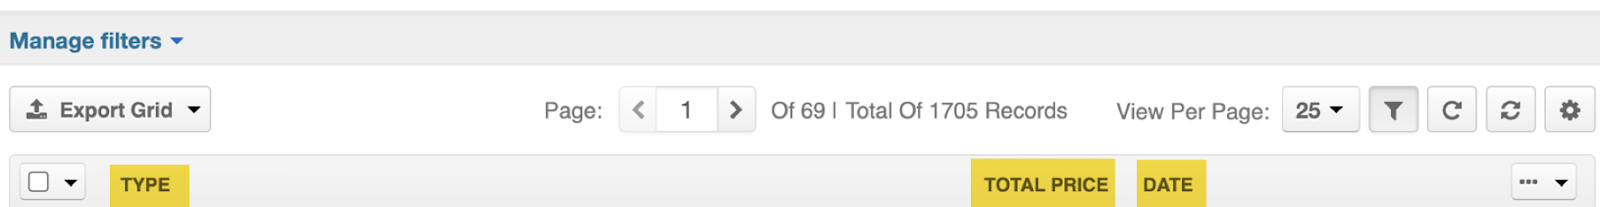 Manage filters
Export Grid Page: 1 Of 69 | Total Of 1705 Records View Per Page: 25
TYPE TOTAL PRICE DATE